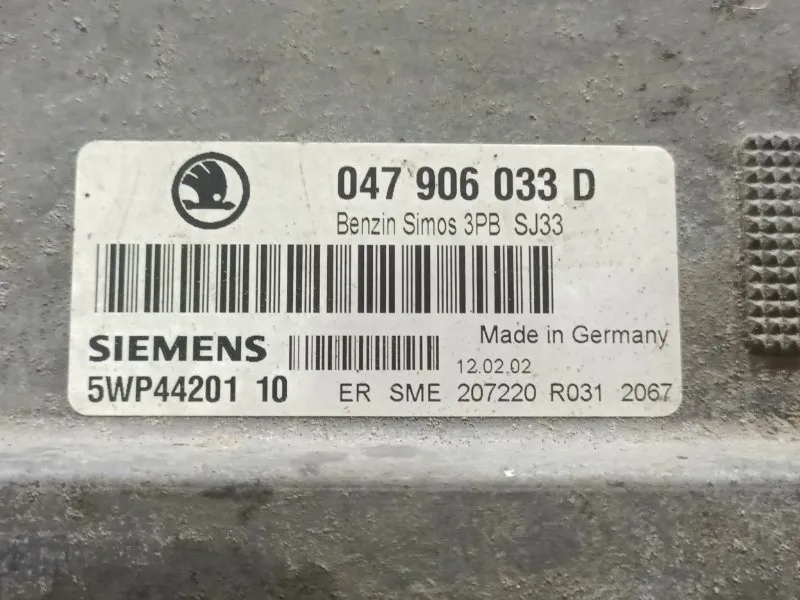 047 906 033 D
Benzin Simos 3PB SJ33
SIEMENS
Made in Germany
12.02.02
5WP44201 10
ER SME 207220 R031 2067